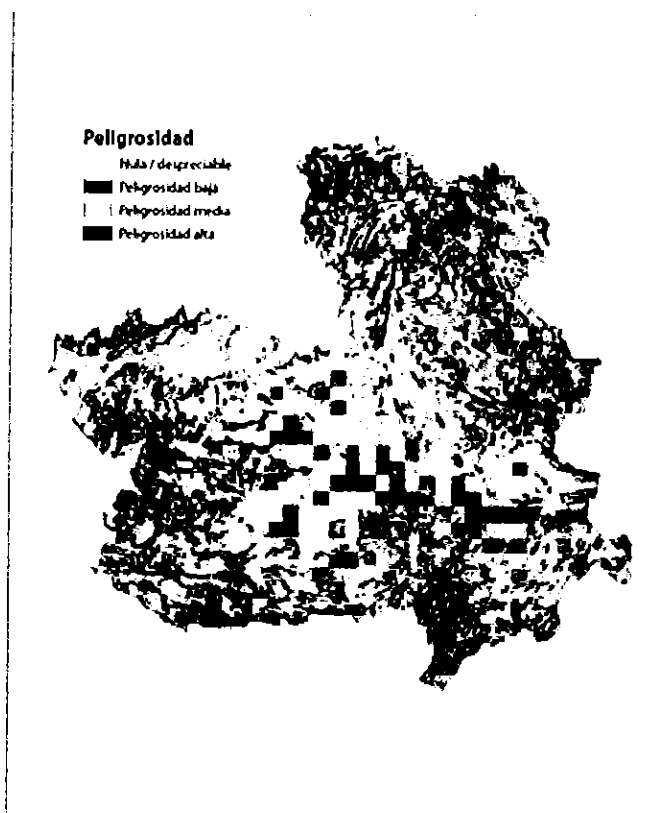 Peligrosidad
Nula / despreciable
Peligrosidad baja
Peligrosidad media
Peligrosidad alta